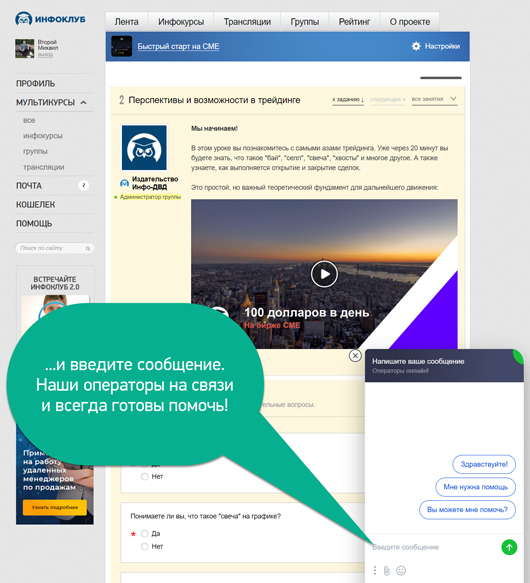 ИНФОКЛУБ
Лента Инфокурсы Трансляции Группы Рейтинг О проекте
Второй
Михаил
выход
Быстрый старт на CME
Настройки
ПРОФИЛЬ
МУЛЬТИКУРСЫ
все
инфокурсы
группы
трансляции
ПОЧТА 2
КОШЕЛЕК
ПОМОЩЬ
Поиск по сайту
ВСТРЕЧАЙТЕ
ИНФОКЛУБ 2.0
2 Перспективы и возможности в трейдинге
к заданию ↓ следующее все занятия
Издательство
Инфо-ДВД
Администратор группы
Мы начинаем!
В этом уроке вы познакомитесь с самыми азами трейдинга. Уже через 20 минут вы
будете знать, что такое "бай", "селл", "свеча", "хвосты" и многое другое. А также
узнаете, как выполняется открытие и закрытие сделок.
Это простой, но важный теоретический фундамент для дальнейшего движения:
100 долларов в день
На бирже CME
...и введите сообщение.
Наши операторы на связи
и всегда готовы помочь!
тельные вопросы.
Нет
Понимаете ли вы, что такое "свеча" на графике?
* Да
Нет
на работу
удаленных
менеджеров
по продажам
Узнать подробнее
Напишите ваше сообщение
Операторы онлайн!
Здравствуйте!
Мне нужна помощь
Вы можете мне помочь?
Введите сообщение